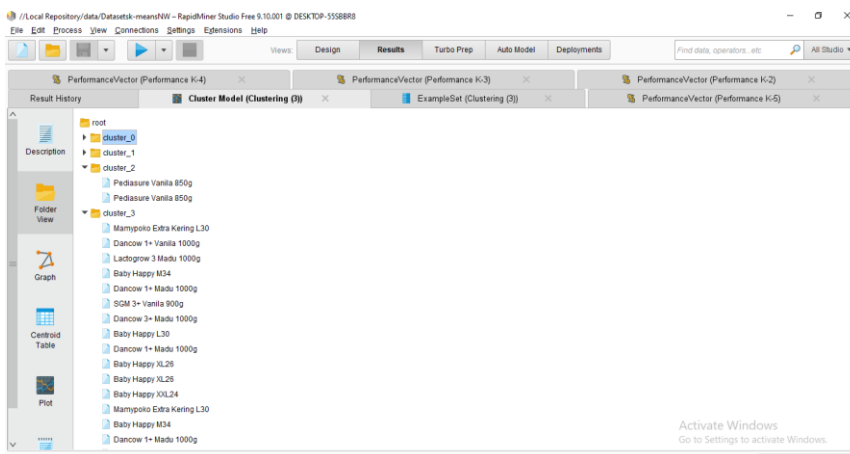 //Local Repository/data/Datasetsk-meansNW – RapidMiner Studio Free 9.10.001 @ DESKTOP-55SBBR8
File Edit Process View Connections Settings Extensions Help
Views: Design Results Turbo Prep Auto Model Deployments Find data, operators...etc All Studio
PerformanceVector (Performance K-4) PerformanceVector (Performance K-3) PerformanceVector (Performance K-2)
Result History Cluster Model (Clustering (3)) ExampleSet (Clustering (3)) PerformanceVector (Performance K-5)
Description
Folder
View
Graph
Centroid
Table
Plot
root
cluster_0
cluster_1
cluster_2
Pediasure Vanila 850g
Pediasure Vanila 850g
cluster_3
Mamypoko Extra Kering L30
Dancow 1+ Vanila 1000g
Lactogrow 3 Madu 1000g
Baby Happy M34
Dancow 1+ Madu 1000g
SGM 3+ Vanila 900g
Dancow 3+ Madu 1000g
Baby Happy L30
Dancow 1+ Madu 1000g
Baby Happy XL26
Baby Happy XL26
Baby Happy XXL24
Mamypoko Extra Kering L30
Baby Happy M34
Dancow 1+ Madu 1000g
Activate Windows
Go to Settings to activate Windows.